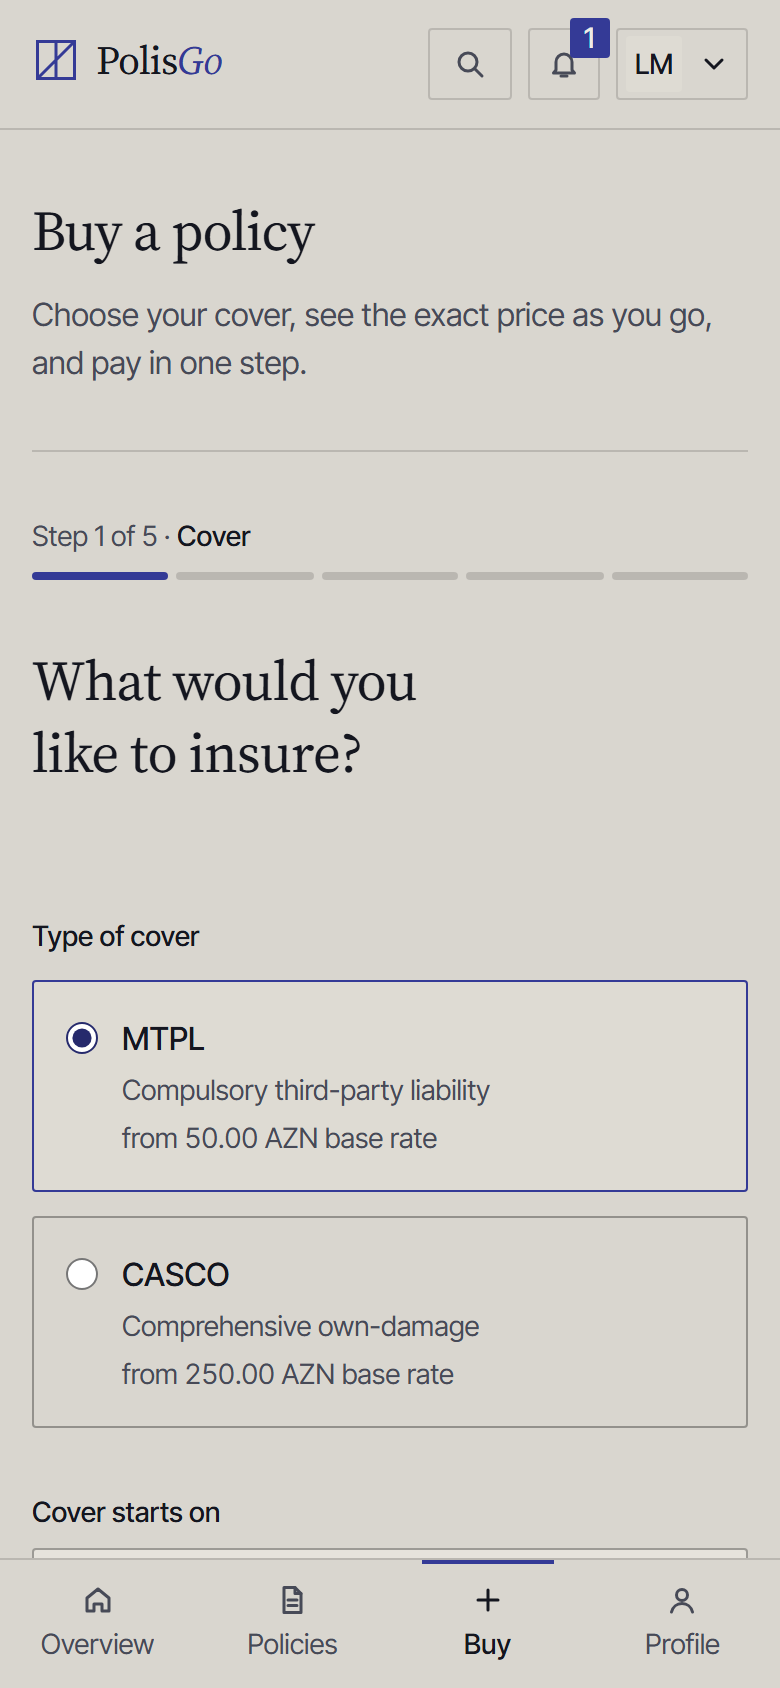 PolisGo
1
LM
Buy a policy
Choose your cover, see the exact price as you go,
and pay in one step.
Step 1 of 5 · Cover
What would you
like to insure?
Type of cover
MTPL
Compulsory third-party liability
from 50.00 AZN base rate
CASCO
Comprehensive own-damage
from 250.00 AZN base rate
Cover starts on
Overview
Policies
Buy
Profile